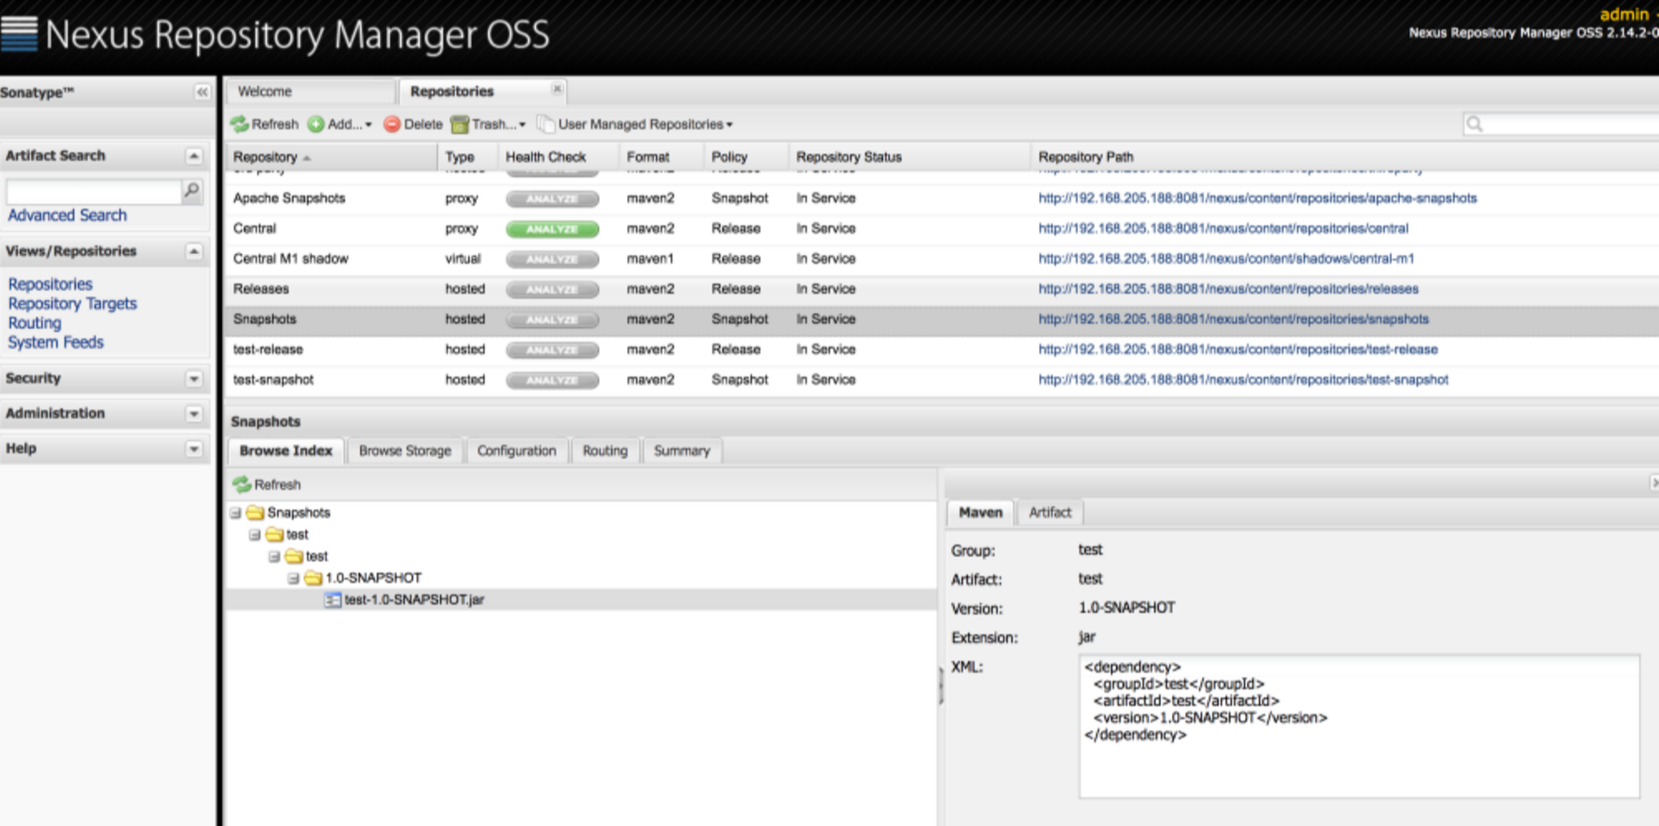 Nexus Repository Manager OSS
admin
Nexus Repository Manager OSS 2.14.2-0
Sonatype™
Welcome
Repositories
Refresh Add... Delete Trash... User Managed Repositories
Artifact Search
Advanced Search
Views/Repositories
Repositories
Repository Targets
Routing
System Feeds
Security
Administration
Help
Repository Type Health Check Format Policy Repository Status Repository Path
Apache Snapshots proxy ANALYZE maven2 Snapshot In Service http://192.168.205.188:8081/nexus/content/repositories/apache-snapshots
Central proxy ANALYZE maven2 Release In Service http://192.168.205.188:8081/nexus/content/repositories/central
Central M1 shadow virtual ANALYZE maven1 Release In Service http://192.168.205.188:8081/nexus/content/shadows/central-m1
Releases hosted ANALYZE maven2 Release In Service http://192.168.205.188:8081/nexus/content/repositories/releases
Snapshots hosted ANALYZE maven2 Snapshot In Service http://192.168.205.188:8081/nexus/content/repositories/snapshots
test-release hosted ANALYZE maven2 Release In Service http://192.168.205.188:8081/nexus/content/repositories/test-release
test-snapshot hosted ANALYZE maven2 Snapshot In Service http://192.168.205.188:8081/nexus/content/repositories/test-snapshot
Snapshots
Browse Index Browse Storage Configuration Routing Summary
Refresh
Snapshots
test
test
1.0-SNAPSHOT
test-1.0-SNAPSHOT.jar
Maven Artifact
Group: test
Artifact: test
Version: 1.0-SNAPSHOT
Extension: jar
XML: <dependency>
<groupId>test</groupId>
<artifactId>test</artifactId>
<version>1.0-SNAPSHOT</version>
</dependency>